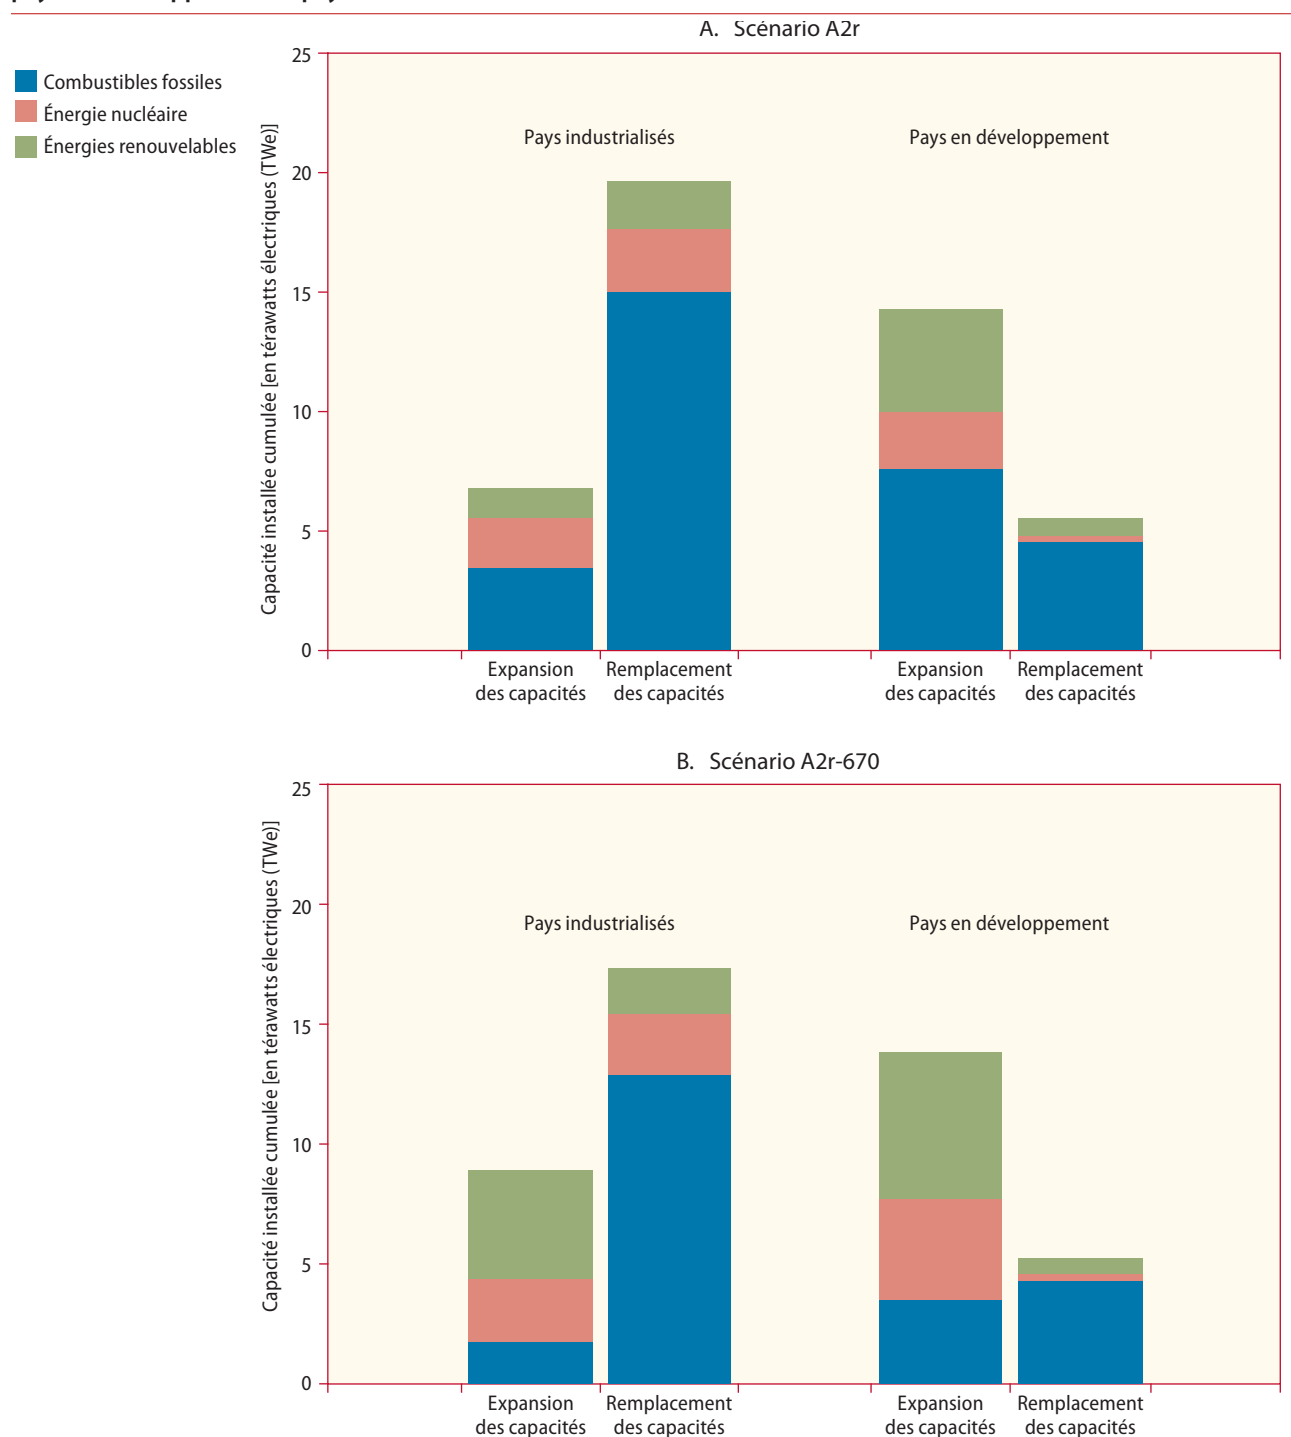 A. Scénario A2r
Combustibles fossiles
Énergie nucléaire
Énergies renouvelables
Capacité installée cumulée [en térawatts électriques (TWe)]
25
20
15
10
5
0
Pays industrialisés
Pays en développement
Expansion
des capacités
Remplacement
des capacités
Expansion
des capacités
Remplacement
des capacités
B. Scénario A2r-670
Capacité installée cumulée [en térawatts électriques (TWe)]
25
20
15
10
5
0
Pays industrialisés
Pays en développement
Expansion
des capacités
Remplacement
des capacités
Expansion
des capacités
Remplacement
des capacités